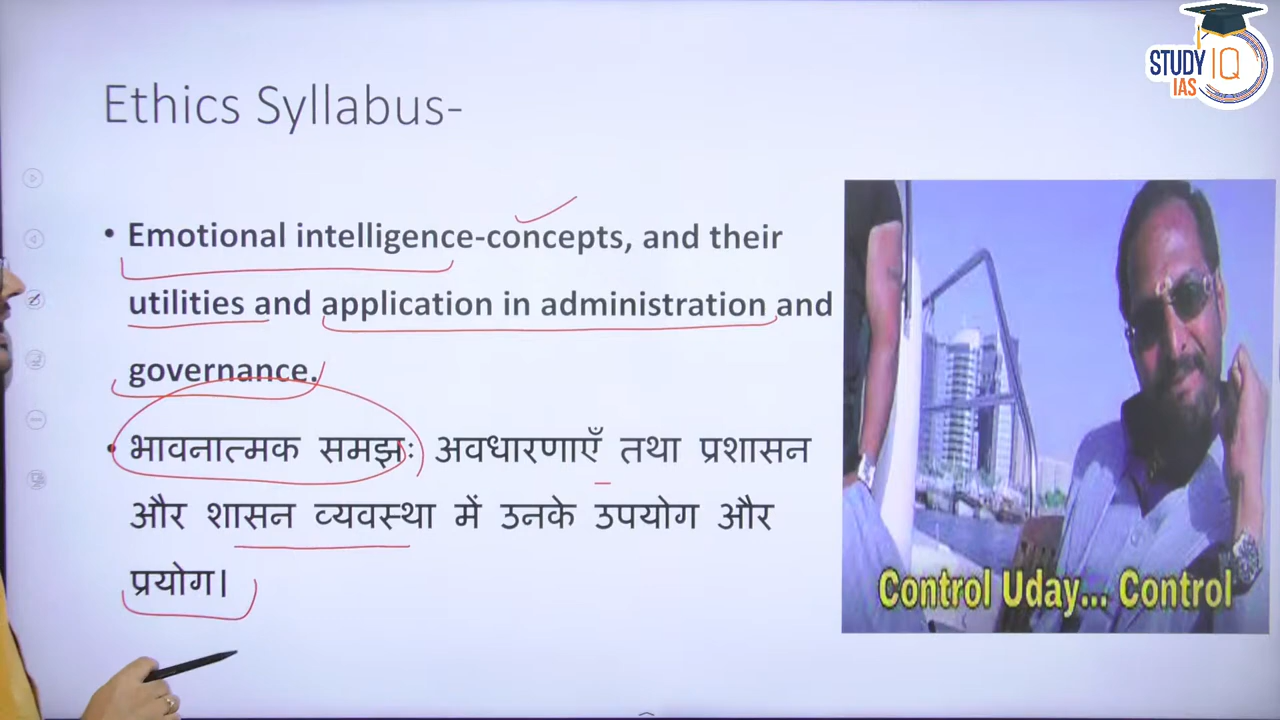 STUDY IQ
IAS
Ethics Syllabus-
• Emotional intelligence-concepts, and their
utilities and application in administration and
governance.
• भावनात्मक समझः अवधारणाएँ तथा प्रशासन
और शासन व्यवस्था में उनके उपयोग और
प्रयोग।
Control Uday... Control